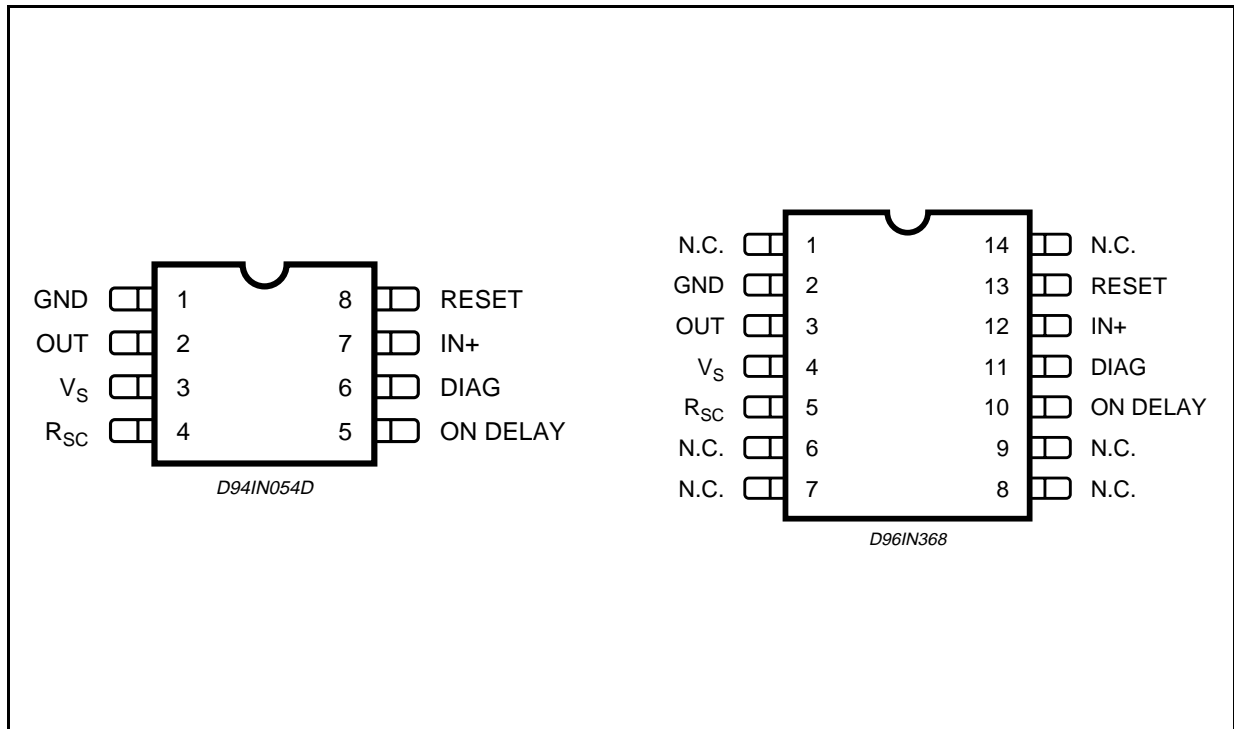 GND 1 8 RESET
OUT 2 7 IN+
VS 3 6 DIAG
RSC 4 5 ON DELAY
D94IN054D
N.C. 1 14 N.C.
GND 2 13 RESET
OUT 3 12 IN+
VS 4 11 DIAG
RSC 5 10 ON DELAY
N.C. 6 9 N.C.
N.C. 7 8 N.C.
D96IN368